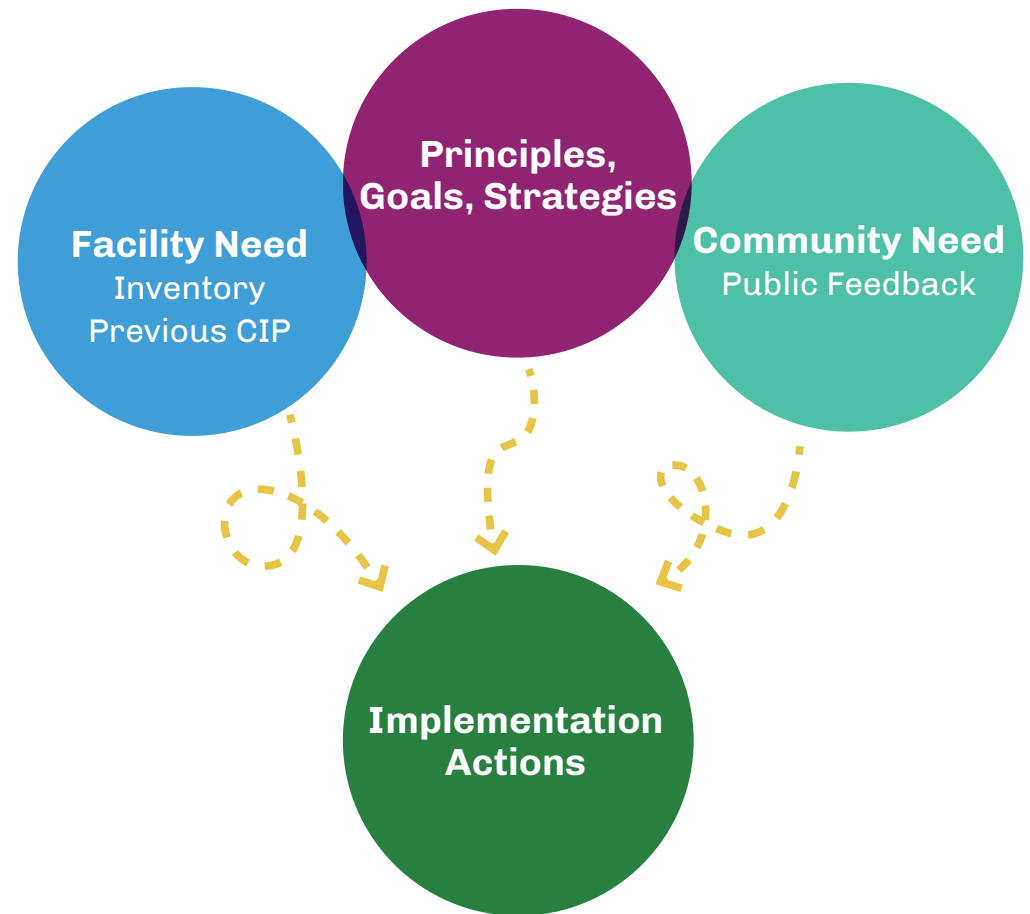 Principles,
Goals, Strategies
Facility Need
Inventory
Previous CIP
Community Need
Public Feedback
Implementation
Actions